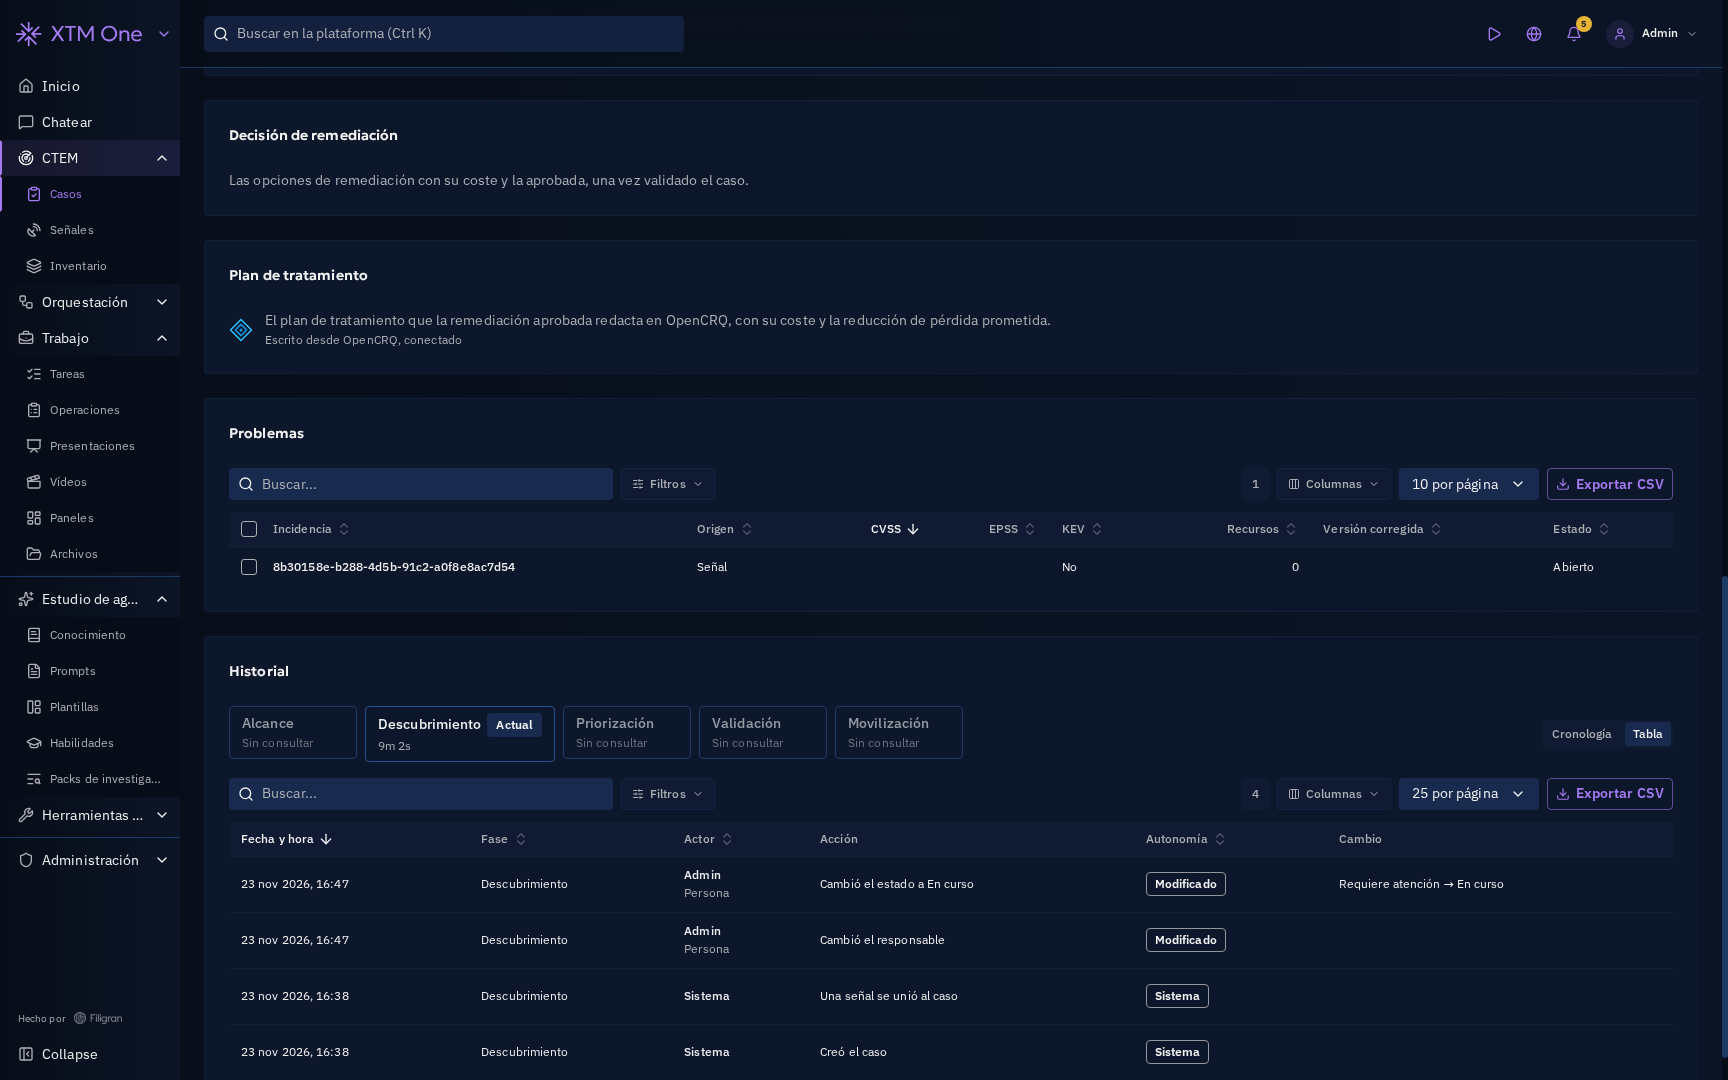 XTM One
Buscar en la plataforma (Ctrl K)
5
Admin
Inicio
Chatear
CTEM
Casos
Señales
Inventario
Orquestación
Trabajo
Tareas
Operaciones
Presentaciones
Vídeos
Paneles
Archivos
Estudio de ag...
Conocimiento
Prompts
Plantillas
Habilidades
Packs de investiga...
Herramientas ...
Administración
Hecho por Filigran
Collapse
Decisión de remediación
Las opciones de remediación con su coste y la aprobada, una vez validado el caso.
Plan de tratamiento
El plan de tratamiento que la remediación aprobada redacta en OpenCRQ, con su coste y la reducción de pérdida prometida.
Escrito desde OpenCRQ, conectado
Problemas
Buscar... Filtros 1 Columnas 10 por página Exportar CSV
Incidencia Origen CVSS EPSS KEV Recursos Versión corregida Estado
8b30158e-b288-4d5b-91c2-a0f8e8ac7d54 Señal No 0 Abierto
Historial
Alcance Descubrimiento Actual Priorización Validación Movilización
Sin consultar 9m 2s Sin consultar Sin consultar Sin consultar
Cronología Tabla
Buscar... Filtros 4 Columnas 25 por página Exportar CSV
Fecha y hora Fase Actor Acción Autonomía Cambio
23 nov 2026, 16:47 Descubrimiento Admin Persona Cambió el estado a En curso Modificado Requiere atención → En curso
23 nov 2026, 16:47 Descubrimiento Admin Persona Cambió el responsable Modificado
23 nov 2026, 16:38 Descubrimiento Sistema Una señal se unió al caso Sistema
23 nov 2026, 16:38 Descubrimiento Sistema Creó el caso Sistema